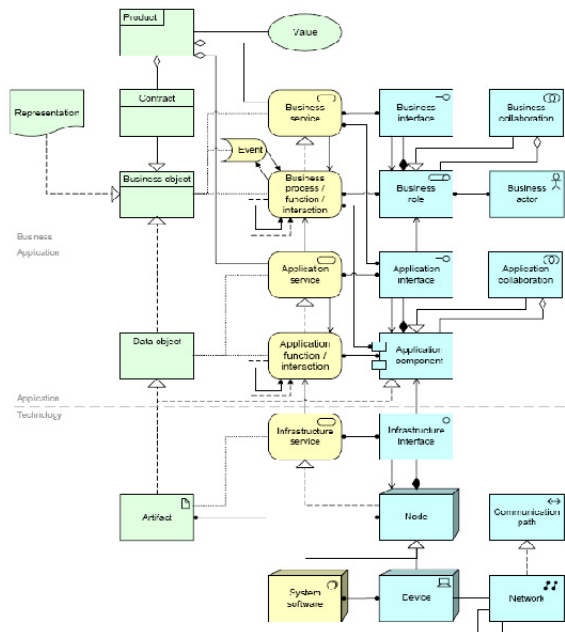 Product
Value
Contract
Representation
Business
service
Business
interface
Business
collaboration
Event
Business object
Business
process /
function /
interaction
Business
role
Business
actor
Business
Application
Application
service
Application
interface
Application
collaboration
Data object
Application
function /
interaction
Application
component
Application
Technology
Infrastructure
service
Infrastructure
interface
Artifact
Node
Communication
path
System
software
Device
Network